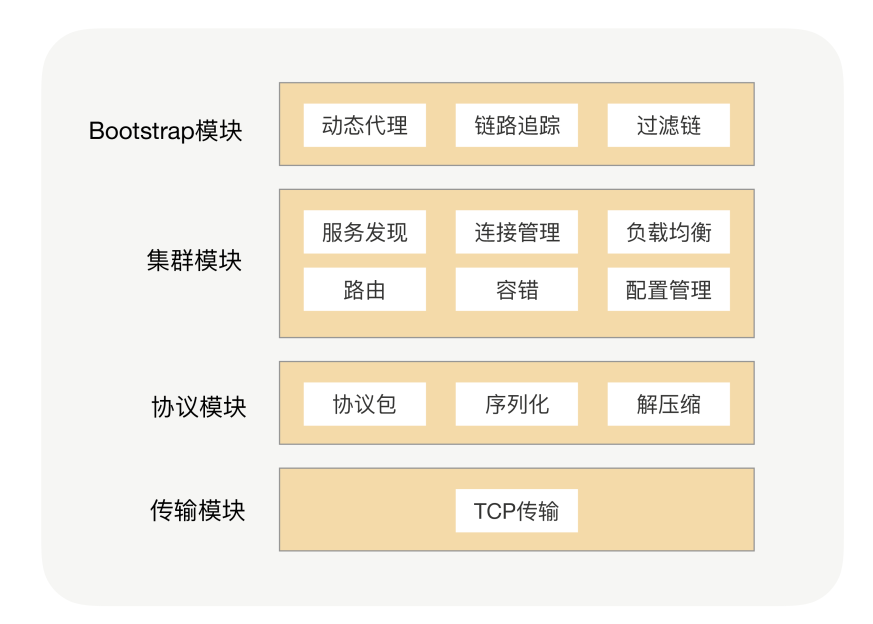 Bootstrap模块
动态代理 链路追踪 过滤链
集群模块
服务发现 连接管理 负载均衡
路由 容错 配置管理
协议模块
协议包 序列化 解压缩
传输模块
TCP传输